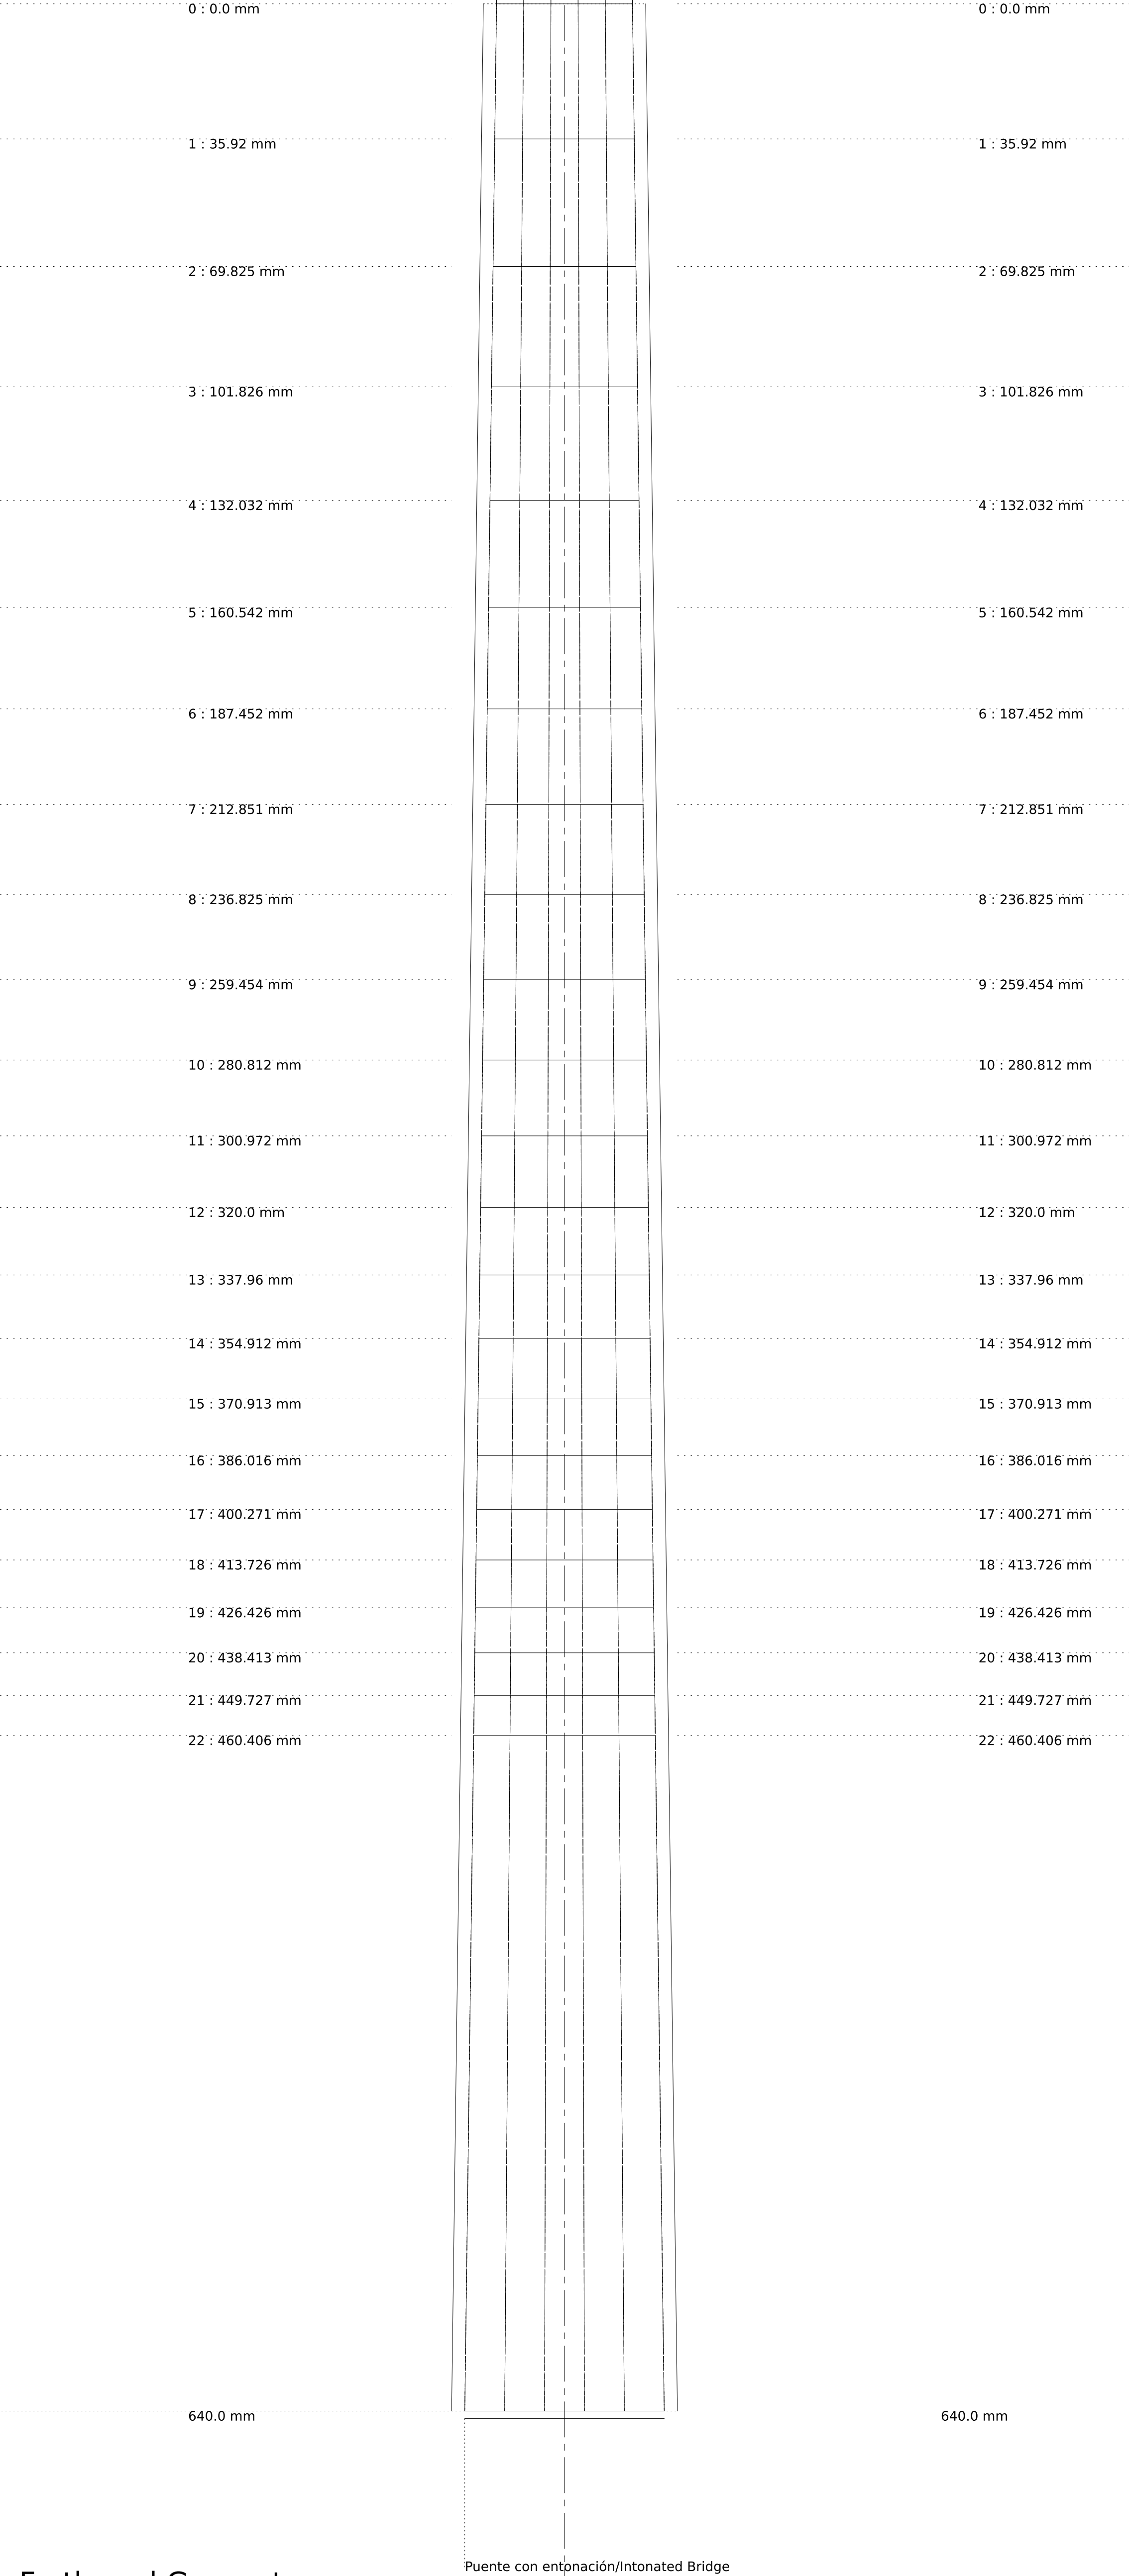 0 : 0.0 mm 0 : 0.0 mm
1 : 35.92 mm 1 : 35.92 mm
2 : 69.825 mm 2 : 69.825 mm
3 : 101.826 mm 3 : 101.826 mm
4 : 132.032 mm 4 : 132.032 mm
5 : 160.542 mm 5 : 160.542 mm
6 : 187.452 mm 6 : 187.452 mm
7 : 212.851 mm 7 : 212.851 mm
8 : 236.825 mm 8 : 236.825 mm
9 : 259.454 mm 9 : 259.454 mm
10 : 280.812 mm 10 : 280.812 mm
11 : 300.972 mm 11 : 300.972 mm
12 : 320.0 mm 12 : 320.0 mm
13 : 337.96 mm 13 : 337.96 mm
14 : 354.912 mm 14 : 354.912 mm
15 : 370.913 mm 15 : 370.913 mm
16 : 386.016 mm 16 : 386.016 mm
17 : 400.271 mm 17 : 400.271 mm
18 : 413.726 mm 18 : 413.726 mm
19 : 426.426 mm 19 : 426.426 mm
20 : 438.413 mm 20 : 438.413 mm
21 : 449.727 mm 21 : 449.727 mm
22 : 460.406 mm 22 : 460.406 mm
640.0 mm 640.0 mm
Puente con entonación/Intonated Bridge